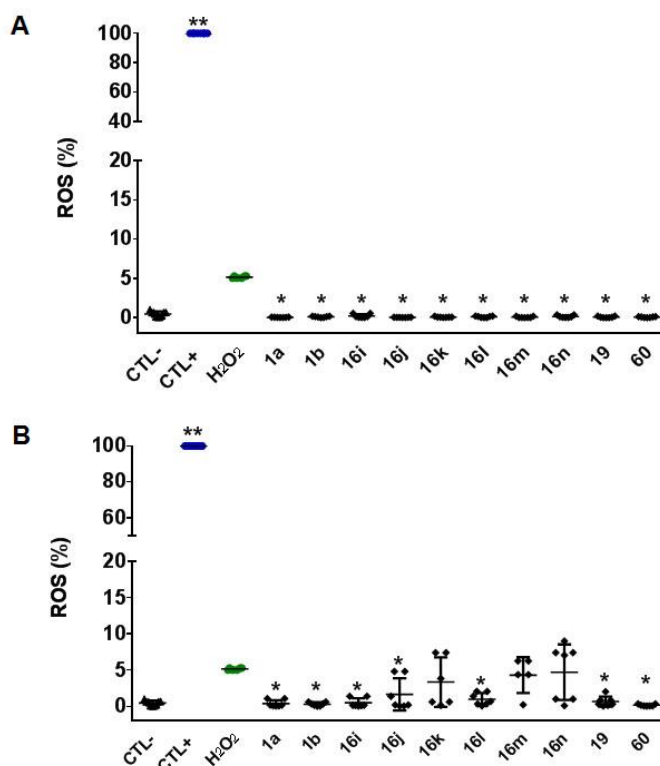 A
**
100
80
60
40
20
15
10
5
0
ROS (%)
* * * * * * * * * *
CTL- CTL+ H2O2 1a 1b 16i 16j 16k 16l 16m 16n 19 60
B
**
100
80
60
20
15
10
5
0
ROS (%)
* * * * * * *
CTL- CTL+ H2O2 1a 1b 16i 16j 16k 16l 16m 16n 19 60